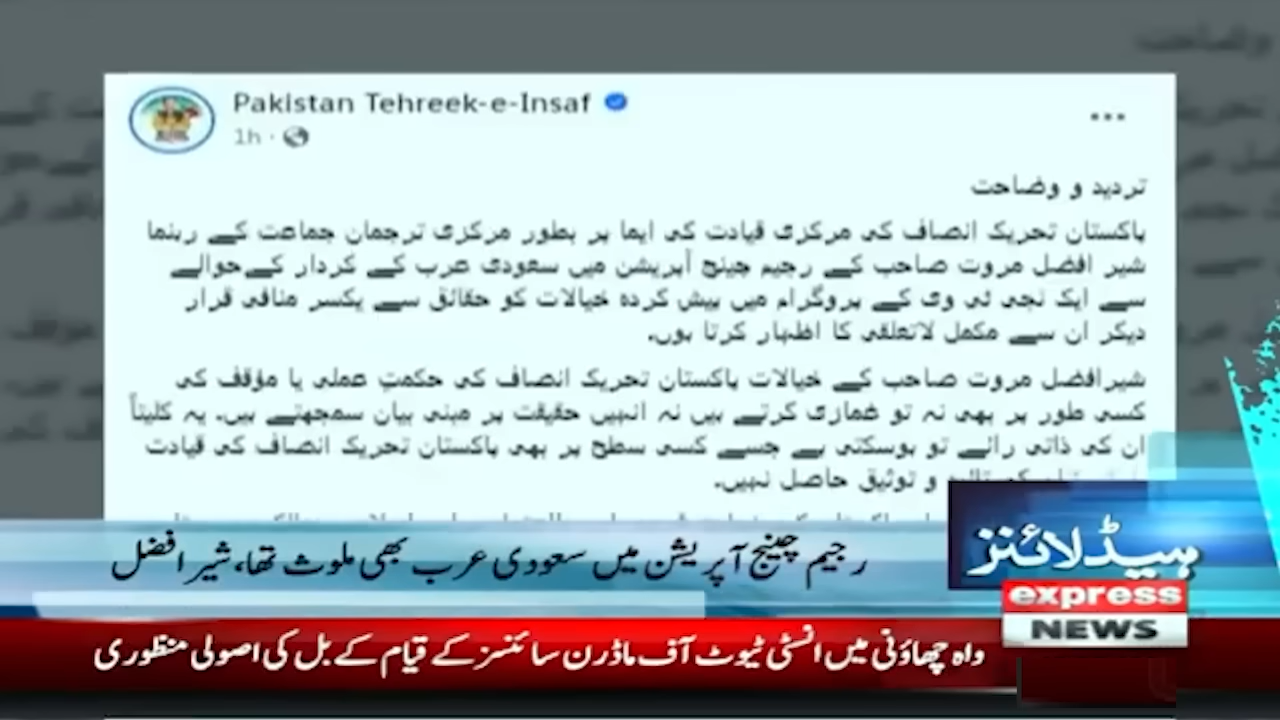 Pakistan Tehreek-e-Insaf
1h
تردید و وضاحت
پاکستان تحریک انصاف کی مرکزی قیادت کی ایما پر بطور مرکزی ترجمان جماعت کے رہنما
شیر افضل مروت صاحب کے رجیم چینج آپریشن میں سعودی عرب کے کردار کےحوالے
سے ایک نجی ٹی وی کے پروگرام میں پیش کردہ خیالات کو حقائق سے یکسر منافی قرار
دیکر ان سے مکمل لاتعلقی کا اظہار کرتا ہوں۔
شیرافضل مروت صاحب کے خیالات پاکستان تحریک انصاف کی حکمتِ عملی یا مؤقف کی
کسی طور پر بھی نہ تو غمازی کرتے ہیں نہ انہیں حقیقت پر مبنی بیان سمجھتے ہیں۔ یہ کلیتاً
ان کی ذاتی رائے تو ہوسکتی ہے جسے کسی سطح پر بھی پاکستان تحریک انصاف کی قیادت
و توثیق حاصل نہیں۔
ہیڈلائنز
رجیم چینج آپریشن میں سعودی عرب بھی ملوث تھا،شیر افضل
express
NEWS
واہ چھاؤنی میں انسٹی ٹیوٹ آف ماڈرن سائنسز کے قیام کے بل کی اصولی منظوری